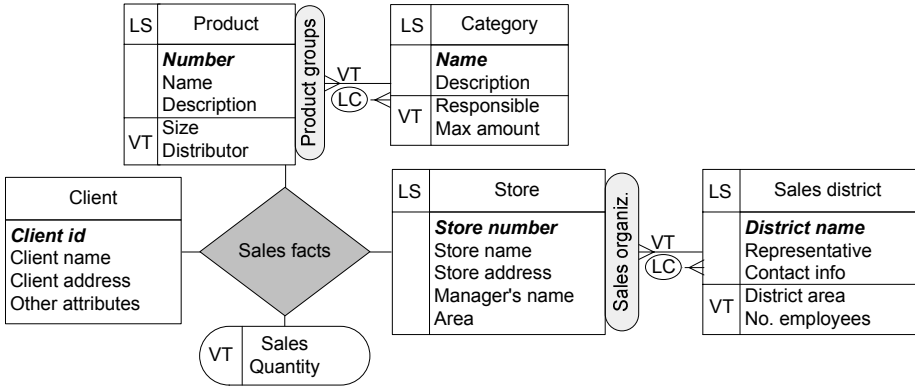 LS Product
Number
Name
Description
VT Size
Distributor
Product groups
VT
LC
LS Category
Name
Description
VT Responsible
Max amount
Client
Client id
Client name
Client address
Other attributes
Sales facts
VT Sales
Quantity
LS Store
Store number
Store name
Store address
Manager's name
Area
Sales organiz.
VT
LC
LS Sales district
District name
Representative
Contact info
VT District area
No. employees